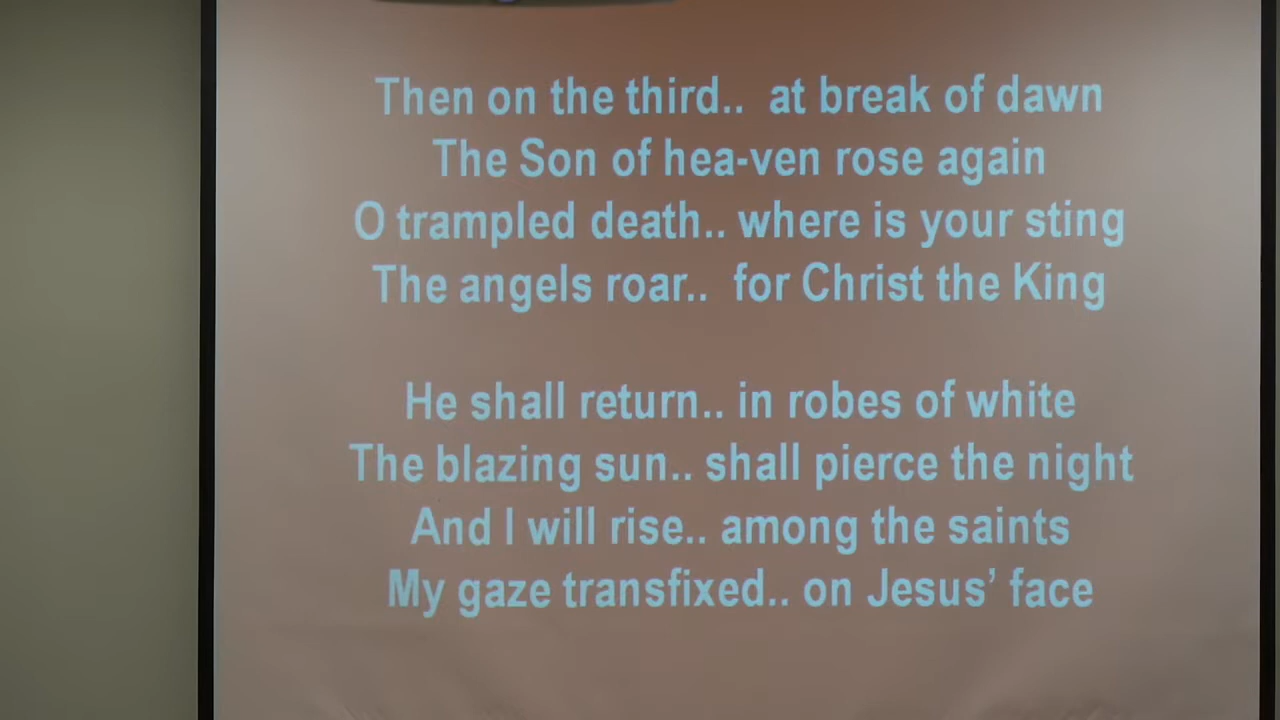 Then on the third.. at break of dawn
The Son of hea-ven rose again
O trampled death.. where is your sting
The angels roar.. for Christ the King
He shall return.. in robes of white
The blazing sun.. shall pierce the night
And I will rise.. among the saints
My gaze transfixed.. on Jesus’ face